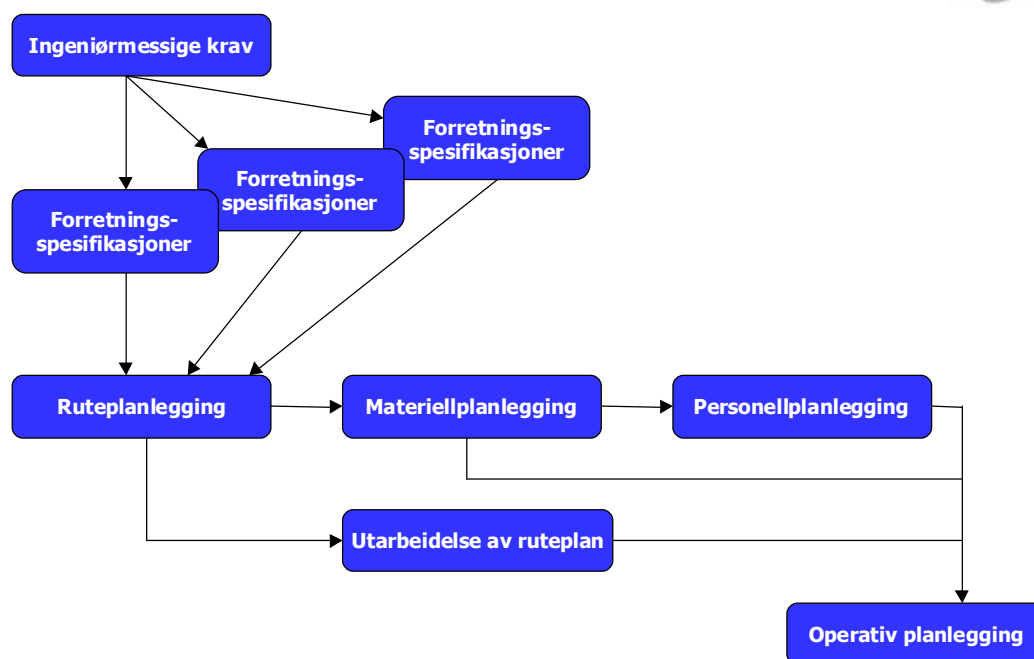 Ingeniørmessige krav
Forretnings-
spesifikasjoner
Forretnings-
spesifikasjoner
Forretnings-
spesifikasjoner
Ruteplanlegging
Materiellplanlegging
Personellplanlegging
Utarbeidelse av ruteplan
Operativ planlegging